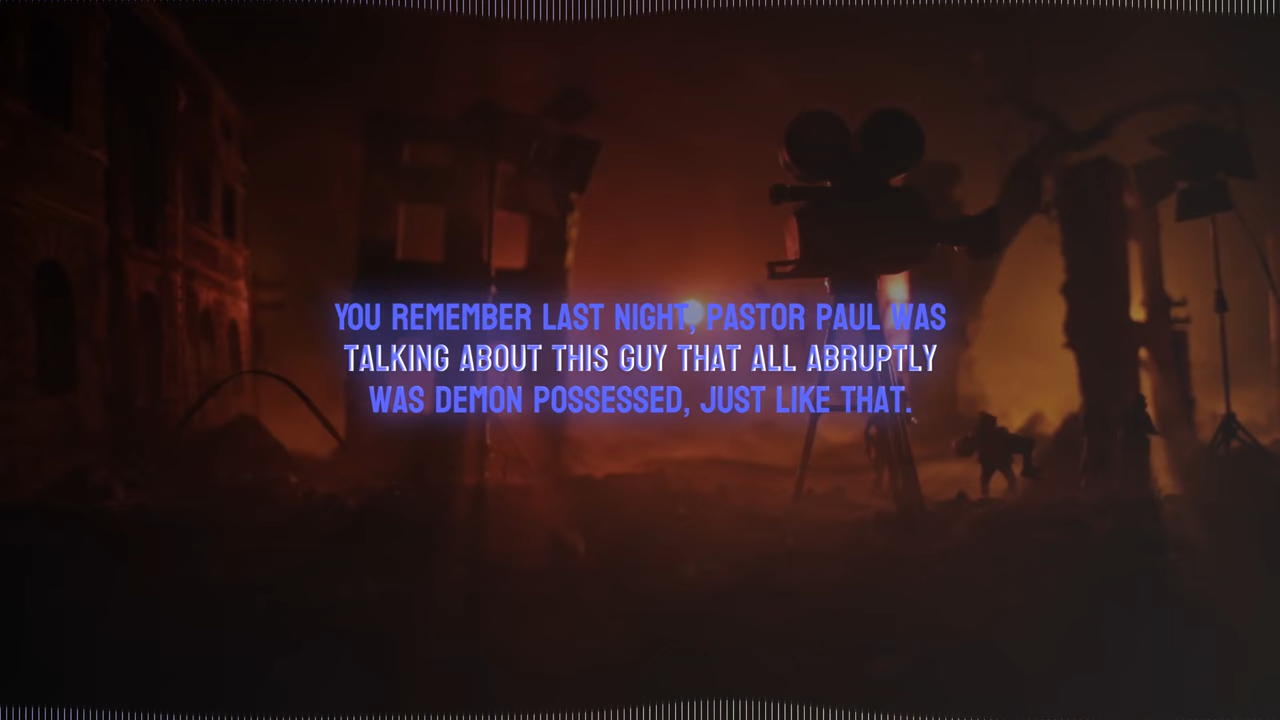 YOU REMEMBER LAST NIGHT, PASTOR PAUL WAS
TALKING ABOUT THIS GUY THAT ALL ABRUPTLY
WAS DEMON POSSESSED, JUST LIKE THAT.